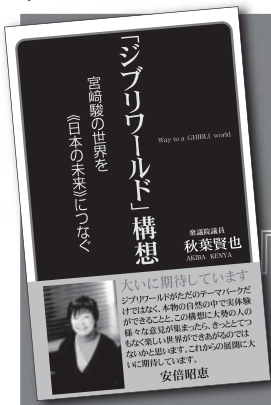 「ジブリワールド」構想
Way to a GHIBLI world
宮﨑駿の世界を
《日本の未来》につなぐ
衆議院議員
秋葉賢也
AKIBA KENYA
大いに期待しています
ジブリワールドがただのテーマパークだ
けではなく、本物の自然の中で実体験
ができることと、この構想に大勢の人の
様々な意見が集まったら、きっととてつ
もなく楽しい世界ができあがるのでは
ないかと思います。これからの展開に大
いに期待しています。
安倍昭恵